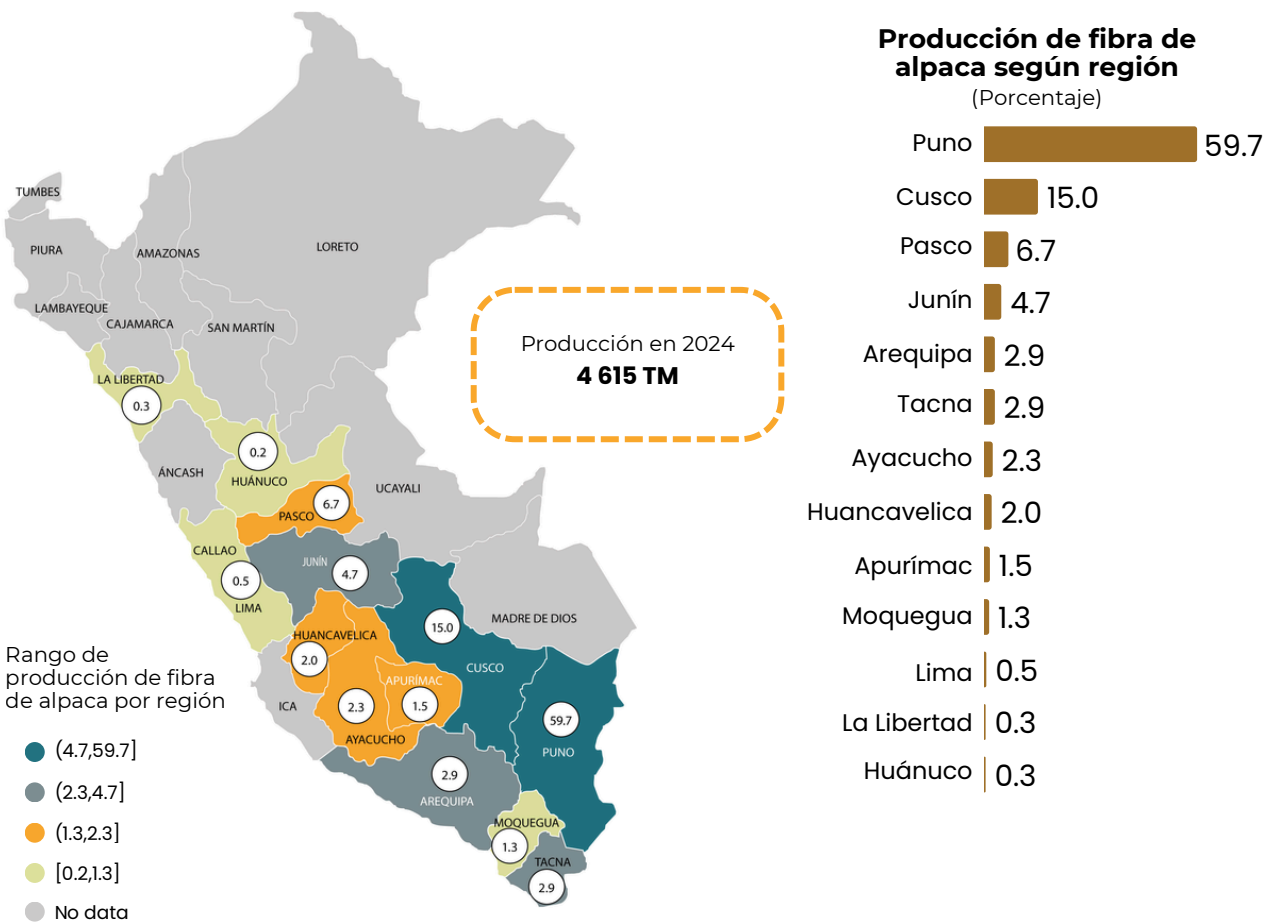 TUMBES
PIURA
AMAZONAS
LORETO
LAMBAYEQUE
CAJAMARCA
SAN MARTÍN
LA LIBERTAD
0.3
0.2
HUÁNUCO
ÁNCASH
UCAYALI
6.7
PASCO
CALLAO
JUNÍN
4.7
0.5
LIMA
MADRE DE DIOS
15.0
HUANCAVELICA
2.0
CUSCO
APURÍMAC
1.5
ICA
2.3
AYACUCHO
59.7
PUNO
2.9
AREQUIPA
MOQUEGUA
1.3
TACNA
2.9
Producción en 2024
4 615 TM
Rango de
producción de fibra
de alpaca por región
(4.7,59.7]
(2.3,4.7]
(1.3,2.3]
[0.2,1.3]
No data
Producción de fibra de
alpaca según región
(Porcentaje)
Puno 59.7
Cusco 15.0
Pasco 6.7
Junín 4.7
Arequipa 2.9
Tacna 2.9
Ayacucho 2.3
Huancavelica 2.0
Apurímac 1.5
Moquegua 1.3
Lima 0.5
La Libertad 0.3
Huánuco 0.3